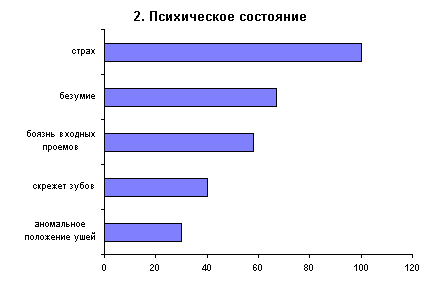 2. Психическое состояние
страх
безумие
боязнь входных
проемов
скрежет зубов
аномальное
положение ушей
0 20 40 60 80 100 120